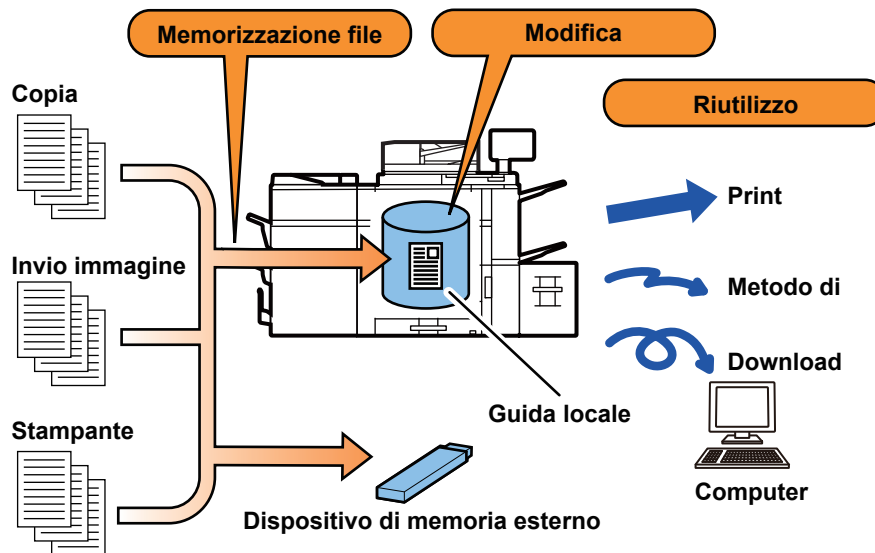 Memorizzazione file
Modifica
Riutilizzo
Copia
Invio immagine
Stampante
Print
Metodo di
Download
Guida locale
Computer
Dispositivo di memoria esterno